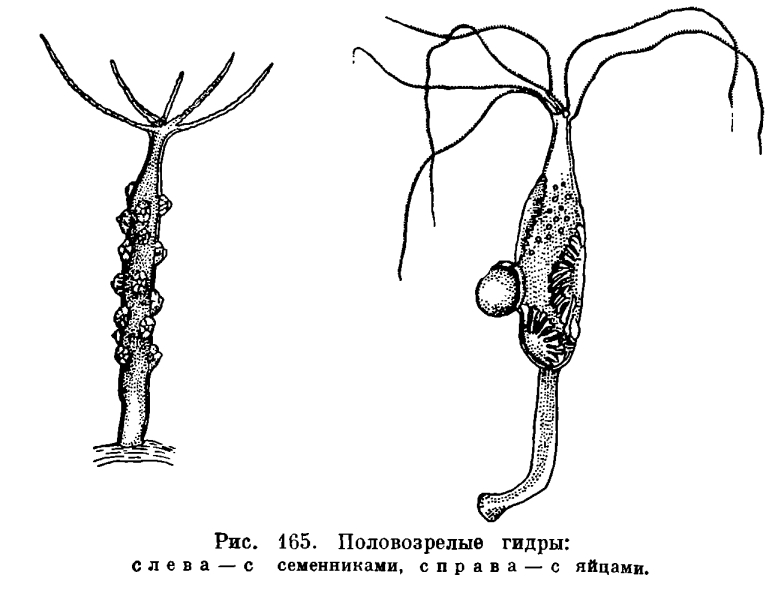 Рис. 165. Половозрелые гидры:
слева — с семенниками, справа — с яйцами.